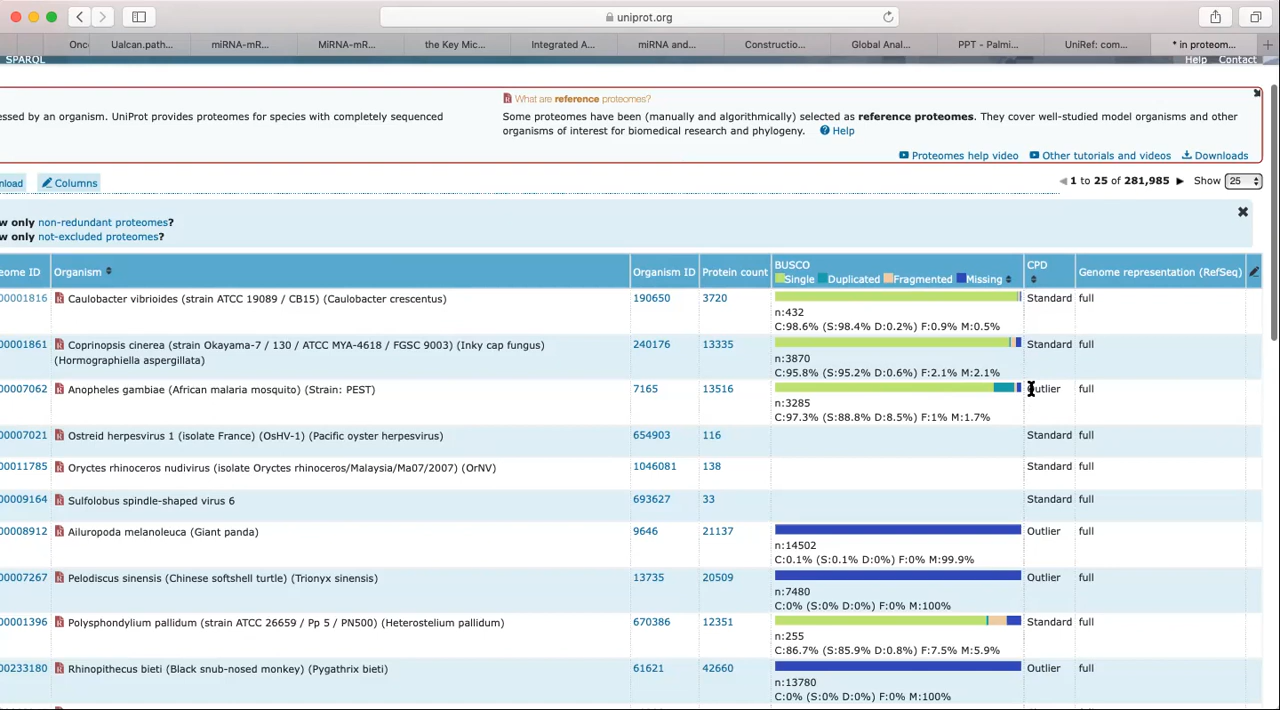 uniprot.org
Onc
Ualcan.path...
miRNA-mR...
MiRNA-mR...
the Key Mic...
Integrated A...
miRNA and...
Constructio...
Global Anal...
PPT - Palmi...
UniRef: com...
* in proteom...
SPARQL
Help Contact
What are reference proteomes?
essed by an organism. UniProt provides proteomes for species with completely sequenced
Some proteomes have been (manually and algorithmically) selected as reference proteomes. They cover well-studied model organisms and other
organisms of interest for biomedical research and phylogeny. Help
Proteomes help video Other tutorials and videos Downloads
nload Columns
1 to 25 of 281,985 Show 25
w only non-redundant proteomes?
w only not-excluded proteomes?
eome ID Organism Organism ID Protein count BUSCO CPD Genome representation (RefSeq)
Single Duplicated Fragmented Missing
00001816 Caulobacter vibrioides (strain ATCC 19089 / CB15) (Caulobacter crescentus) 190650 3720 Standard full
n:432
C:98.6% (S:98.4% D:0.2%) F:0.9% M:0.5%
00001861 Coprinopsis cinerea (strain Okayama-7 / 130 / ATCC MYA-4618 / FGSC 9003) (Inky cap fungus) 240176 13335 Standard full
(Hormographiella aspergillata) n:3870
C:95.8% (S:95.2% D:0.6%) F:2.1% M:2.1%
00007062 Anopheles gambiae (African malaria mosquito) (Strain: PEST) 7165 13516 Outlier full
n:3285
C:97.3% (S:88.8% D:8.5%) F:1% M:1.7%
00007021 Ostreid herpesvirus 1 (isolate France) (OsHV-1) (Pacific oyster herpesvirus) 654903 116 Standard full
00011785 Oryctes rhinoceros nudivirus (isolate Oryctes rhinoceros/Malaysia/Ma07/2007) (OrNV) 1046081 138 Standard full
00009164 Sulfolobus spindle-shaped virus 6 693627 33 Standard full
00008912 Ailuropoda melanoleuca (Giant panda) 9646 21137 Outlier full
n:14502
C:0.1% (S:0.1% D:0%) F:0% M:99.9%
00007267 Pelodiscus sinensis (Chinese softshell turtle) (Trionyx sinensis) 13735 20509 Outlier full
n:7480
C:0% (S:0% D:0%) F:0% M:100%
00001396 Polysphondylium pallidum (strain ATCC 26659 / Pp 5 / PN500) (Heterostelium pallidum) 670386 12351 Standard full
n:255
C:86.7% (S:85.9% D:0.8%) F:7.5% M:5.9%
00233180 Rhinopithecus bieti (Black snub-nosed monkey) (Pygathrix bieti) 61621 42660 Outlier full
n:13780
C:0% (S:0% D:0%) F:0% M:100%